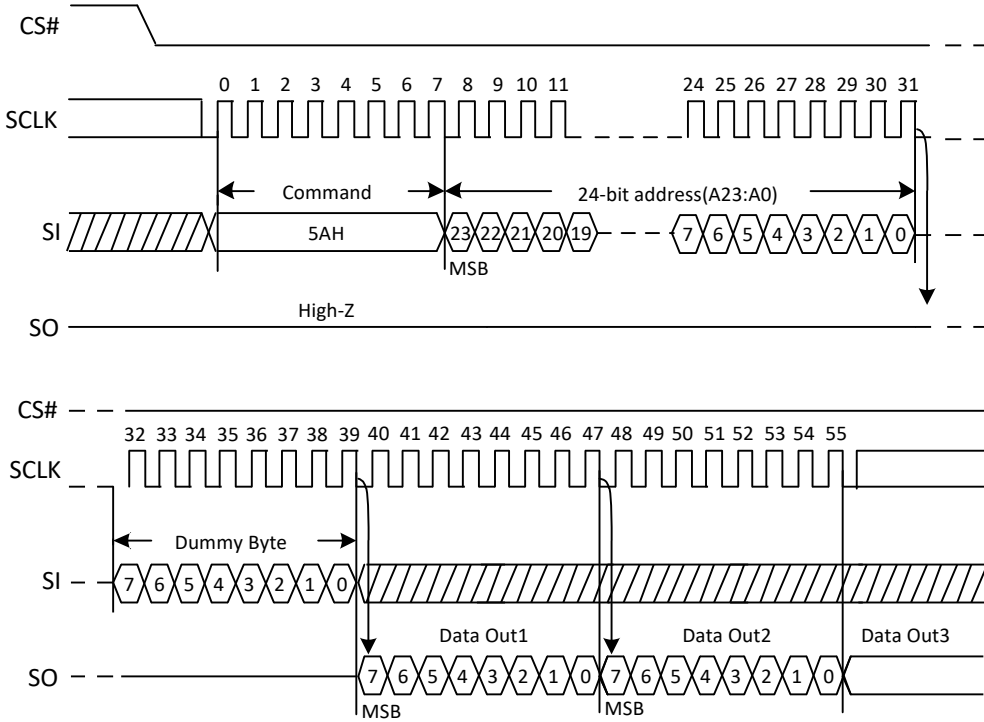 CS#
0 1 2 3 4 5 6 7 8 9 10 11 24 25 26 27 28 29 30 31
SCLK
Command 24-bit address(A23:A0)
SI 5AH 23 22 21 20 19 7 6 5 4 3 2 1 0
MSB
High-Z
SO
CS#
32 33 34 35 36 37 38 39 40 41 42 43 44 45 46 47 48 49 50 51 52 53 54 55
SCLK
Dummy Byte
SI 7 6 5 4 3 2 1 0
Data Out1 Data Out2 Data Out3
SO 7 6 5 4 3 2 1 0 7 6 5 4 3 2 1 0
MSB MSB